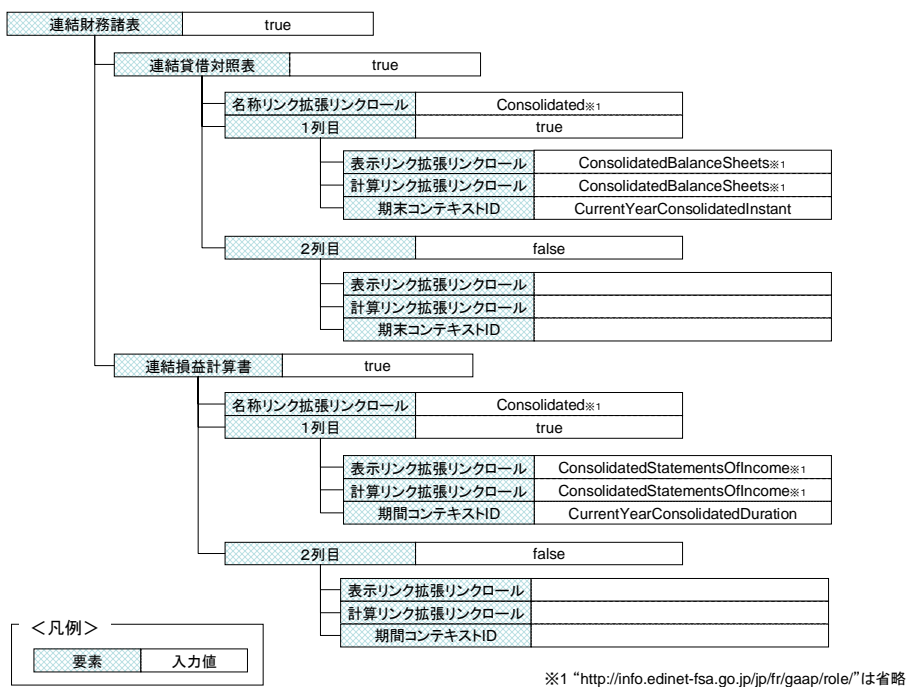 連結財務諸表 true
連結貸借対照表 true
名称リンク拡張リンクロール Consolidated※1
1列目 true
表示リンク拡張リンクロール ConsolidatedBalanceSheets※1
計算リンク拡張リンクロール ConsolidatedBalanceSheets※1
期末コンテキストID CurrentYearConsolidatedInstant
2列目 false
表示リンク拡張リンクロール
計算リンク拡張リンクロール
期末コンテキストID
連結損益計算書 true
名称リンク拡張リンクロール Consolidated※1
1列目 true
表示リンク拡張リンクロール ConsolidatedStatementsOfIncome※1
計算リンク拡張リンクロール ConsolidatedStatementsOfIncome※1
期間コンテキストID CurrentYearConsolidatedDuration
2列目 false
表示リンク拡張リンクロール
計算リンク拡張リンクロール
期間コンテキストID
＜凡例＞
要素 入力値
※1 “http://info.edinet-fsa.go.jp/jp/fr/gaap/role/”は省略